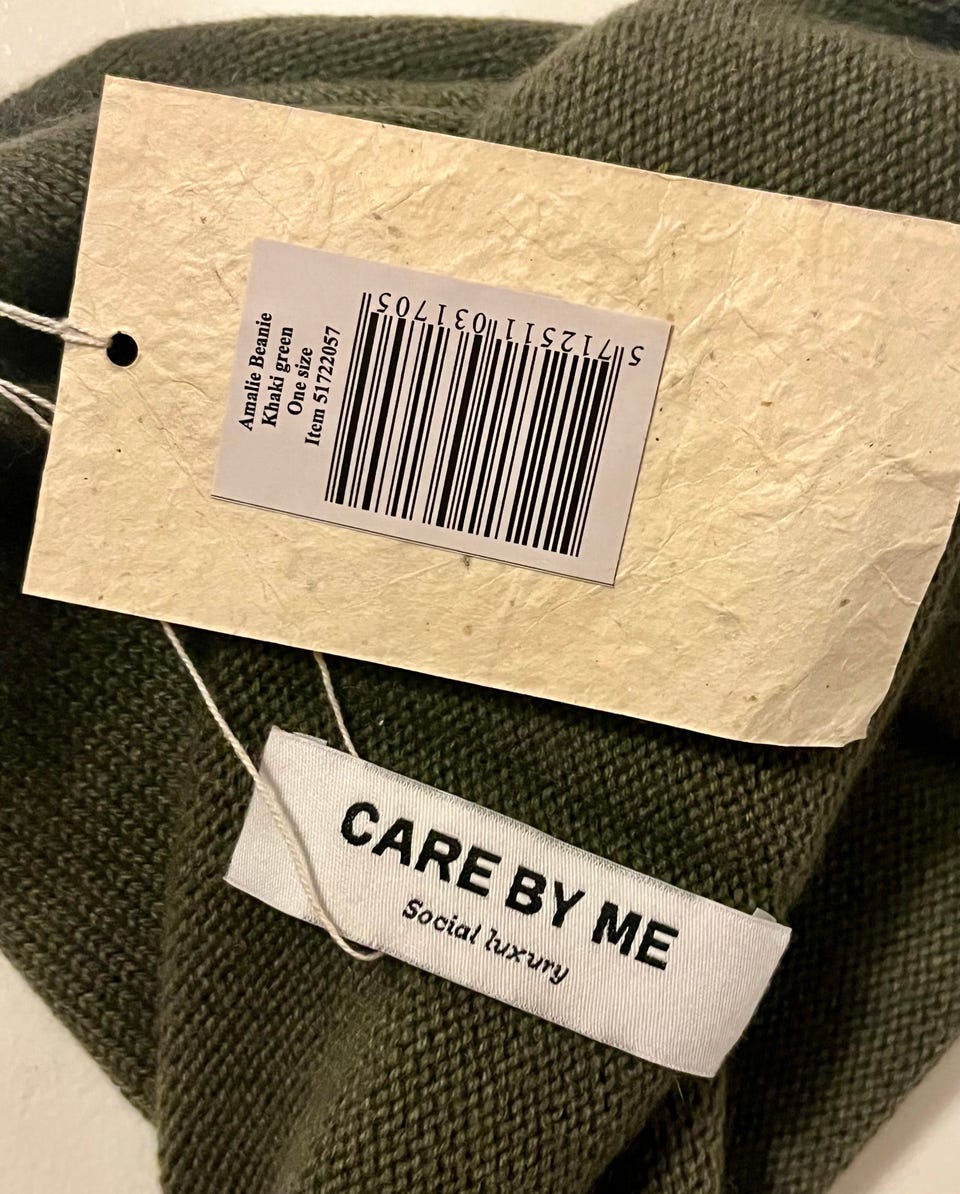 Amalie Beanie
Khaki green
One size
Item 51722057
5 712511 031705
CARE BY ME
Social luxury